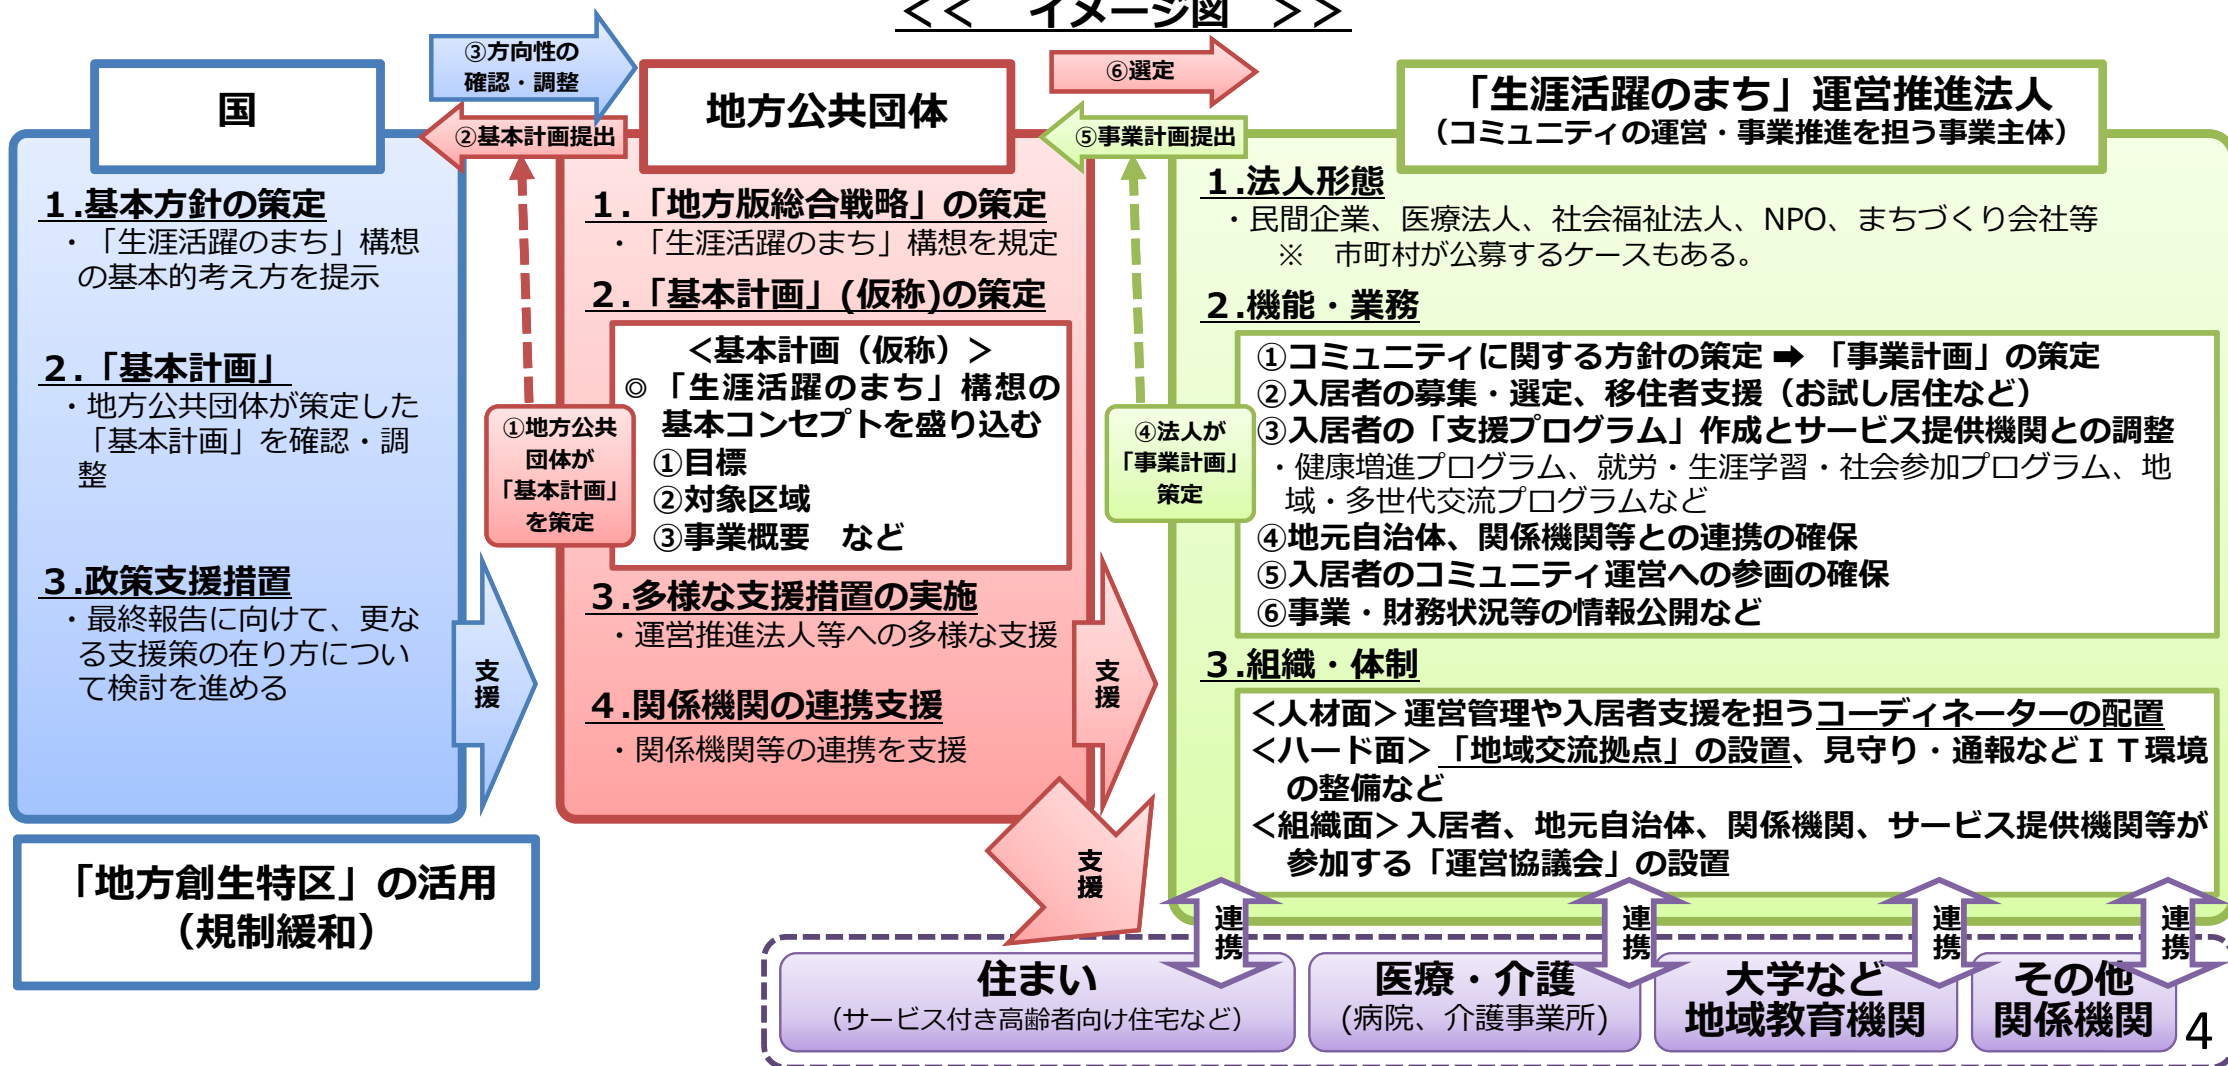 <<　イメージ図　>>
国
１.基本方針の策定
・「生涯活躍のまち」構想
の基本的考え方を提示
２.「基本計画」
・地方公共団体が策定した
「基本計画」を確認・調
整
３.政策支援措置
・最終報告に向けて、更な
る支援策の在り方につい
て検討を進める
「地方創生特区」の活用
（規制緩和）
③方向性の
確認・調整
②基本計画提出
①地方公共
団体が
「基本計画」
を策定
支援
地方公共団体
１.「地方版総合戦略」の策定
・「生涯活躍のまち」構想を規定
２.「基本計画」(仮称)の策定
＜基本計画（仮称）＞
◎「生涯活躍のまち」構想の
基本コンセプトを盛り込む
①目標
②対象区域
③事業概要　など
３.多様な支援措置の実施
・運営推進法人等への多様な支援
４.関係機関の連携支援
・関係機関等の連携を支援
⑥選定
⑤事業計画提出
④法人が
「事業計画」
策定
支援
支援
「生涯活躍のまち」運営推進法人
（コミュニティの運営・事業推進を担う事業主体）
１.法人形態
・民間企業、医療法人、社会福祉法人、NPO、まちづくり会社等
※　市町村が公募するケースもある。
２.機能・業務
①コミュニティに関する方針の策定 ➡ 「事業計画」の策定
②入居者の募集・選定、移住者支援（お試し居住など）
③入居者の「支援プログラム」作成とサービス提供機関との調整
・健康増進プログラム、就労・生涯学習・社会参加プログラム、地
域・多世代交流プログラムなど
④地元自治体、関係機関等との連携の確保
⑤入居者のコミュニティ運営への参画の確保
⑥事業・財務状況等の情報公開など
３.組織・体制
＜人材面＞運営管理や入居者支援を担うコーディネーターの配置
＜ハード面＞「地域交流拠点」の設置、見守り・通報などＩＴ環境
の整備など
＜組織面＞入居者、地元自治体、関係機関、サービス提供機関等が
参加する「運営協議会」の設置
連携
連携
連携
連携
住まい
（サービス付き高齢者向け住宅など）
医療・介護
(病院、介護事業所)
大学など
地域教育機関
その他
関係機関
4